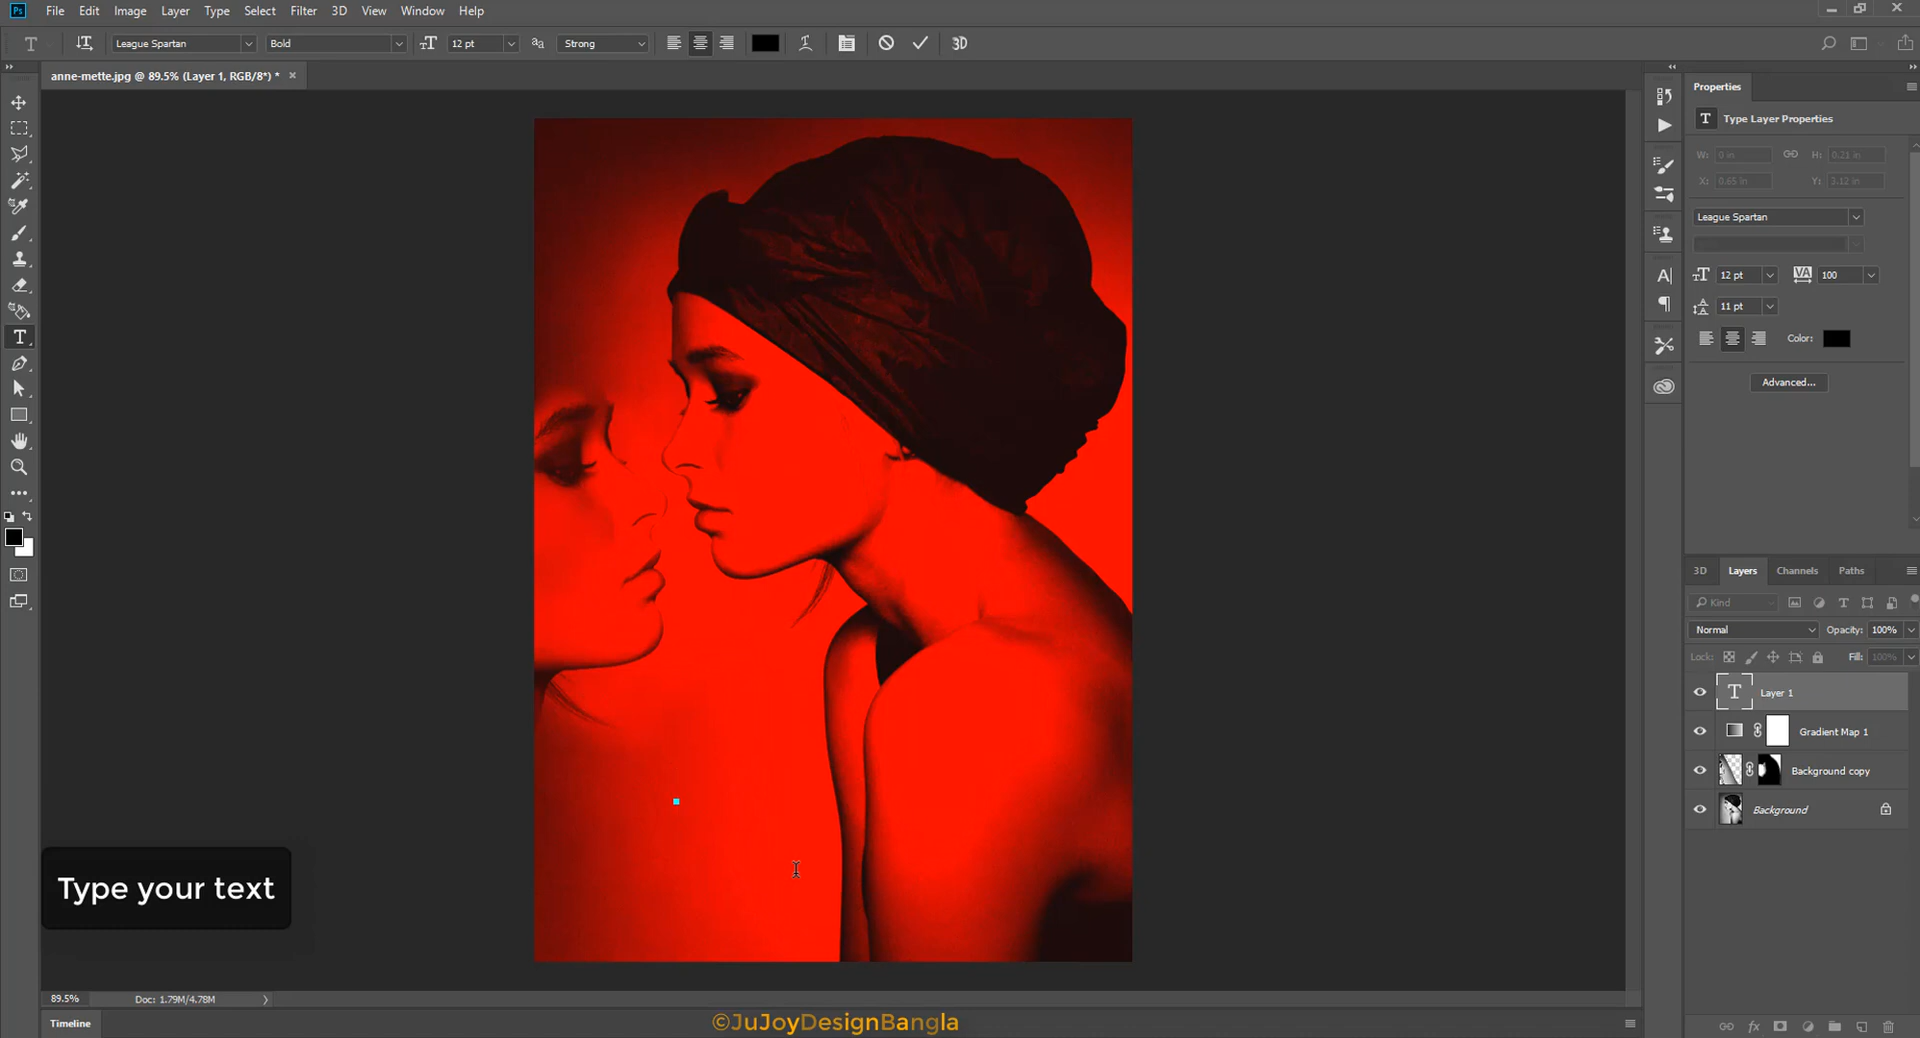 Ps File Edit Image Layer Type Select Filter 3D View Window Help
T League Spartan Bold 12 pt Strong 3D
anne-mette.jpg @ 89.5% (Layer 1, RGB/8*) * ×
Properties
T Type Layer Properties
W: 0 in H: 0.21 in
X: 0.65 in Y: 3.12 in
League Spartan
12 pt VA 100
11 pt
Color:
Advanced...
3D Layers Channels Paths
Kind
Normal Opacity: 100%
Lock: Fill: 100%
T Layer 1
Gradient Map 1
Background copy
Background
Type your text
89.5% Doc: 1.79M/4.78M
Timeline
©JuJoyDesignBangla